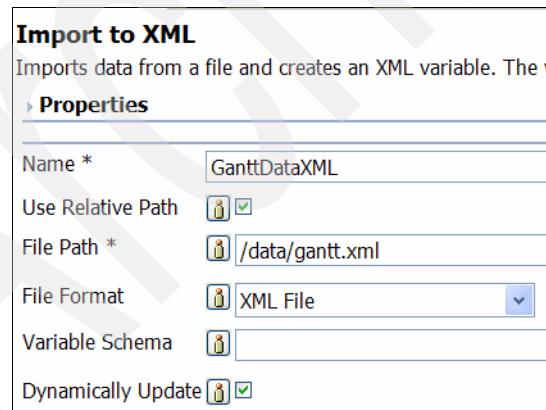 Import to XML
Imports data from a file and creates an XML variable. The
Properties
Name * GanttDataXML
Use Relative Path
File Path * /data/gantt.xml
File Format XML File
Variable Schema
Dynamically Update